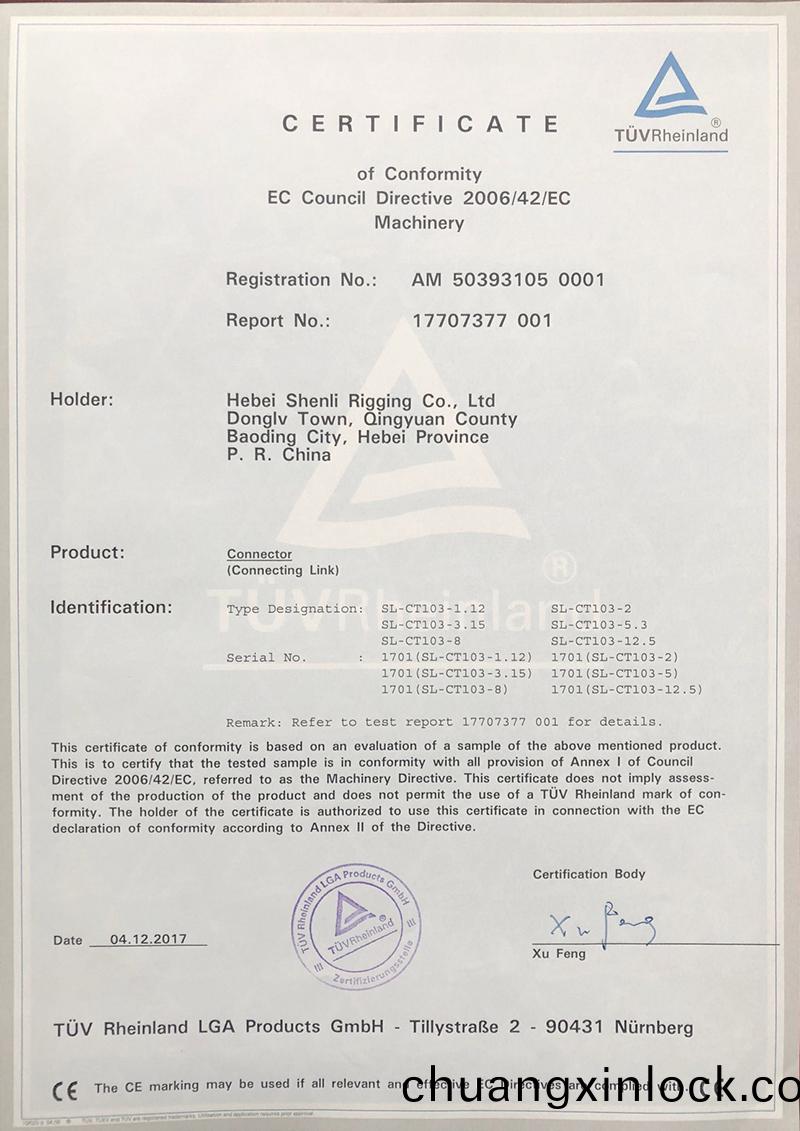 TÜVRheinland®
CERTIFICATE
of Conformity
EC Council Directive 2006/42/EC
Machinery
Registration No.: AM 50393105 0001
Report No.: 17707377 001
Holder: Hebei Shenli Rigging Co., Ltd
Donglv Town, Qingyuan County
Baoding City, Hebei Province
P. R. China
Product: Connector
(Connecting Link)
Identification: Type Designation: SL-CT103-1.12 SL-CT103-2
SL-CT103-3.15 SL-CT103-5.3
SL-CT103-8 SL-CT103-12.5
Serial No. : 1701(SL-CT103-1.12) 1701(SL-CT103-2)
1701(SL-CT103-3.15) 1701(SL-CT103-5)
1701(SL-CT103-8) 1701(SL-CT103-12.5)
TÜVRheinland®
Remark: Refer to test report 17707377 001 for details.
This certificate of conformity is based on an evaluation of a sample of the above mentioned product.
This is to certify that the tested sample is in conformity with all provision of Annex I of Council
Directive 2006/42/EC, referred to as the Machinery Directive. This certificate does not imply assess-
ment of the production of the product and does not permit the use of a TÜV Rheinland mark of con-
formity. The holder of the certificate is authorized to use this certificate in connection with the EC
declaration of conformity according to Annex II of the Directive.
Certification Body
TÜV Rheinland LGA Products GmbH
TÜVRheinland®
Zertifizierungsstelle
Xu Feng
Date 04.12.2017
Xu Feng
TÜV Rheinland LGA Products GmbH - Tillystraße 2 - 90431 Nürnberg
CE The CE marking may be used if all relevant and effective EC Directives are complied with. CE
chuangxinlock.co